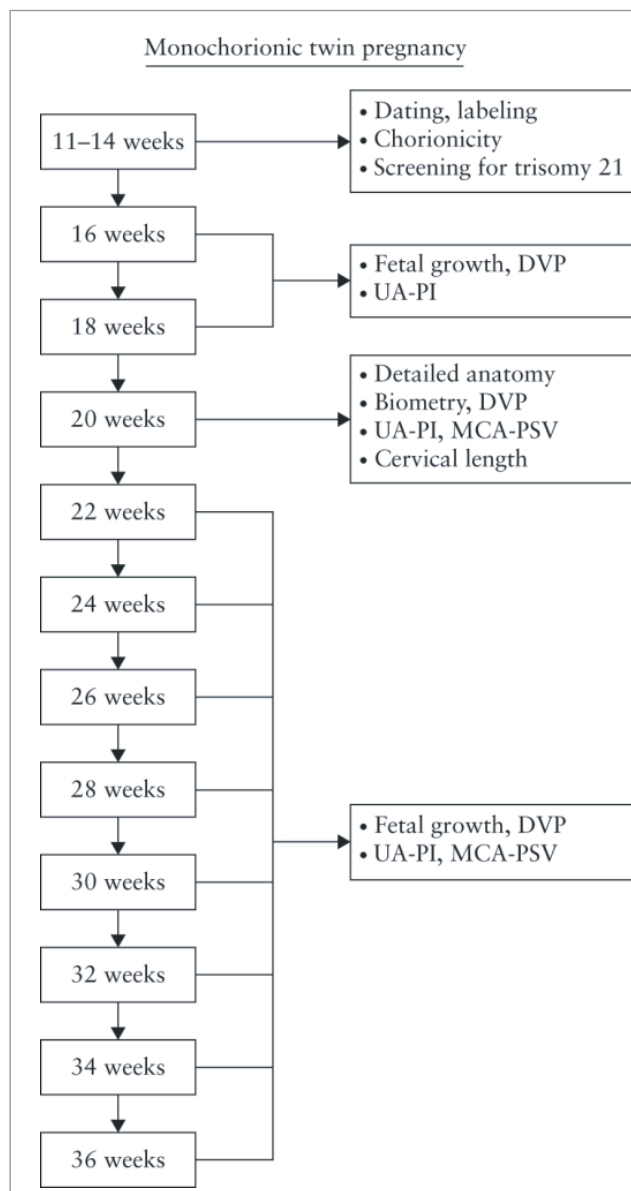 Monochorionic twin pregnancy
11–14 weeks
• Dating, labeling
• Chorionicity
• Screening for trisomy 21
16 weeks
18 weeks
• Fetal growth, DVP
• UA-PI
20 weeks
• Detailed anatomy
• Biometry, DVP
• UA-PI, MCA-PSV
• Cervical length
22 weeks
24 weeks
26 weeks
28 weeks
30 weeks
32 weeks
34 weeks
36 weeks
• Fetal growth, DVP
• UA-PI, MCA-PSV